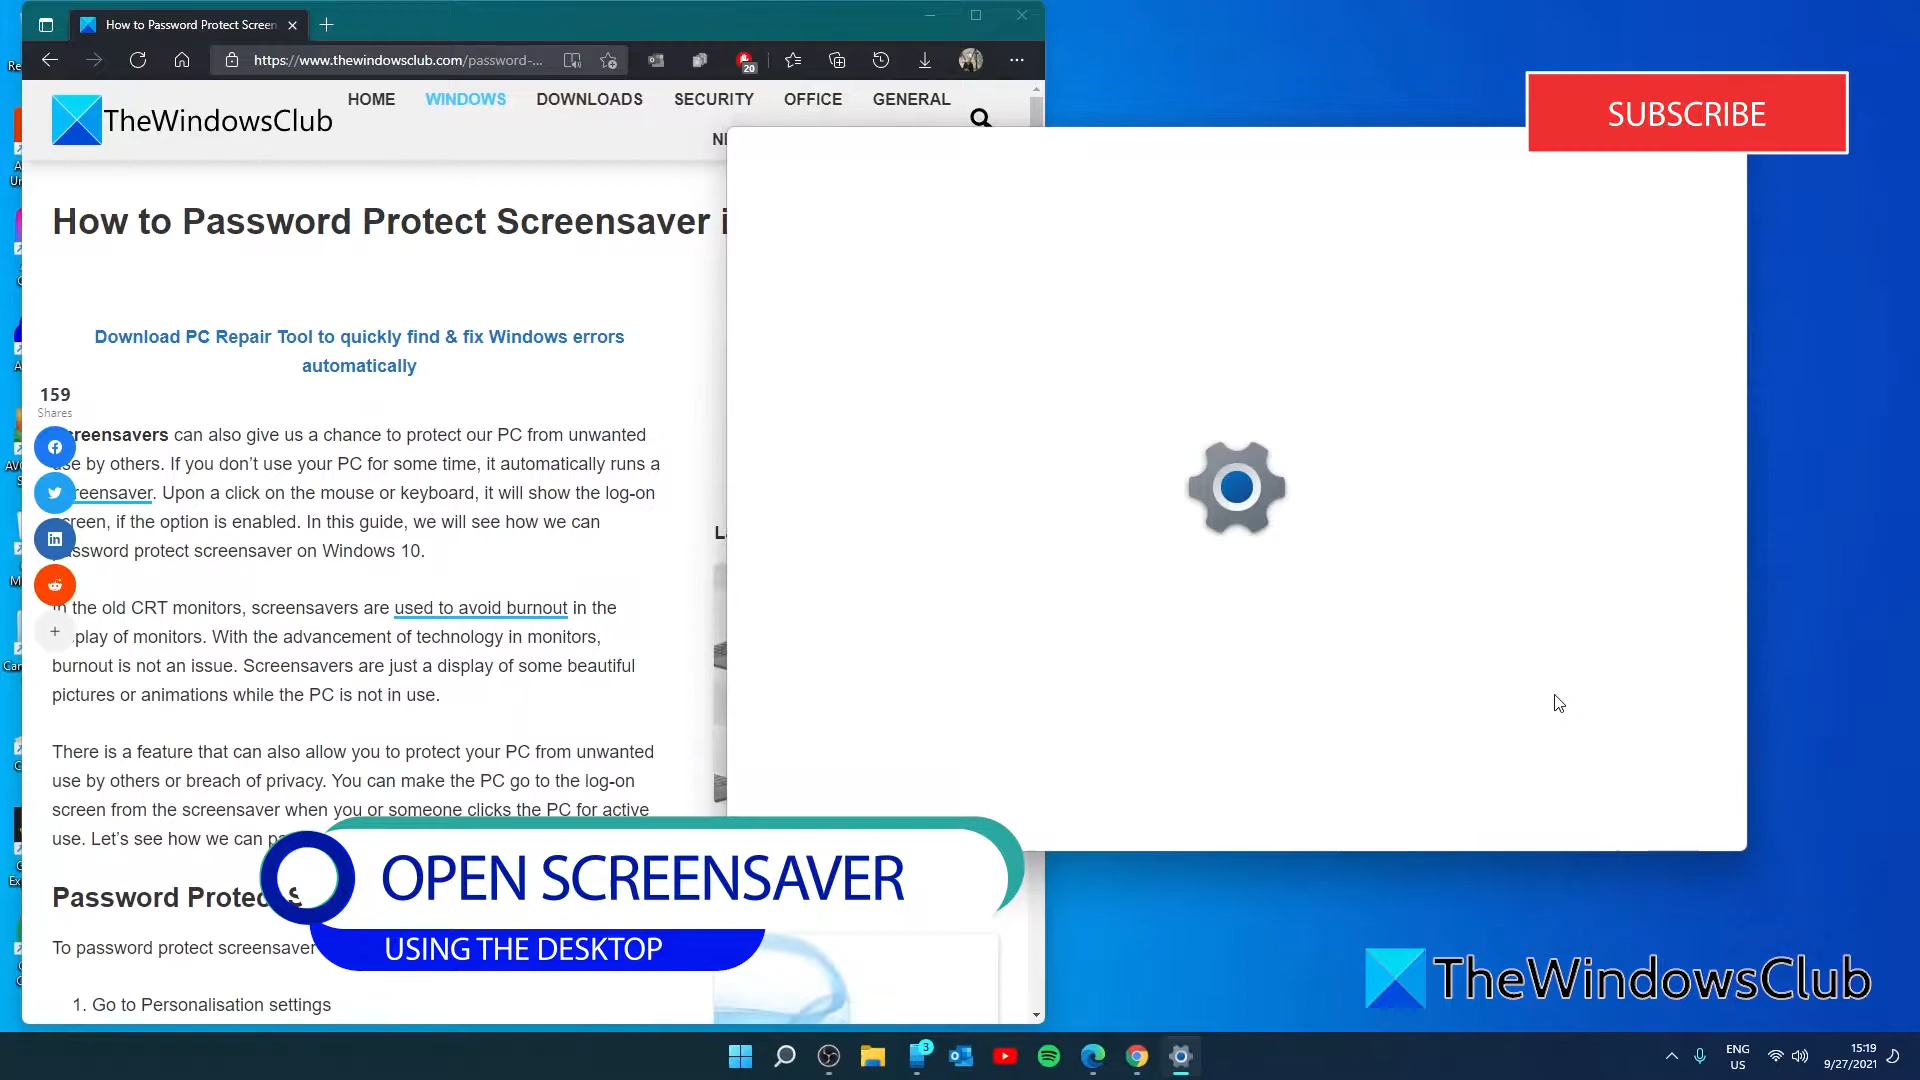 How to Password Protect Screen
https://www.thewindowsclub.com/password-...
20
TheWindowsClub
HOME WINDOWS DOWNLOADS SECURITY OFFICE GENERAL
SUBSCRIBE
How to Password Protect Screensaver i
Download PC Repair Tool to quickly find & fix Windows errors
automatically
159
Shares
reensavers can also give us a chance to protect our PC from unwanted
se by others. If you don't use your PC for some time, it automatically runs a
reensaver. Upon a click on the mouse or keyboard, it will show the log-on
creen, if the option is enabled. In this guide, we will see how we can
assword protect screensaver on Windows 10.
In the old CRT monitors, screensavers are used to avoid burnout in the
play of monitors. With the advancement of technology in monitors,
burnout is not an issue. Screensavers are just a display of some beautiful
pictures or animations while the PC is not in use.
There is a feature that can also allow you to protect your PC from unwanted
use by others or breach of privacy. You can make the PC go to the log-on
screen from the screensaver when you or someone clicks the PC for active
use. Let's see how we can pa
OPEN SCREENSAVER
USING THE DESKTOP
Password Protec S
To password protect screensaver
1. Go to Personalisation settings
TheWindowsClub
3
ENG
US
15:19
9/27/2021